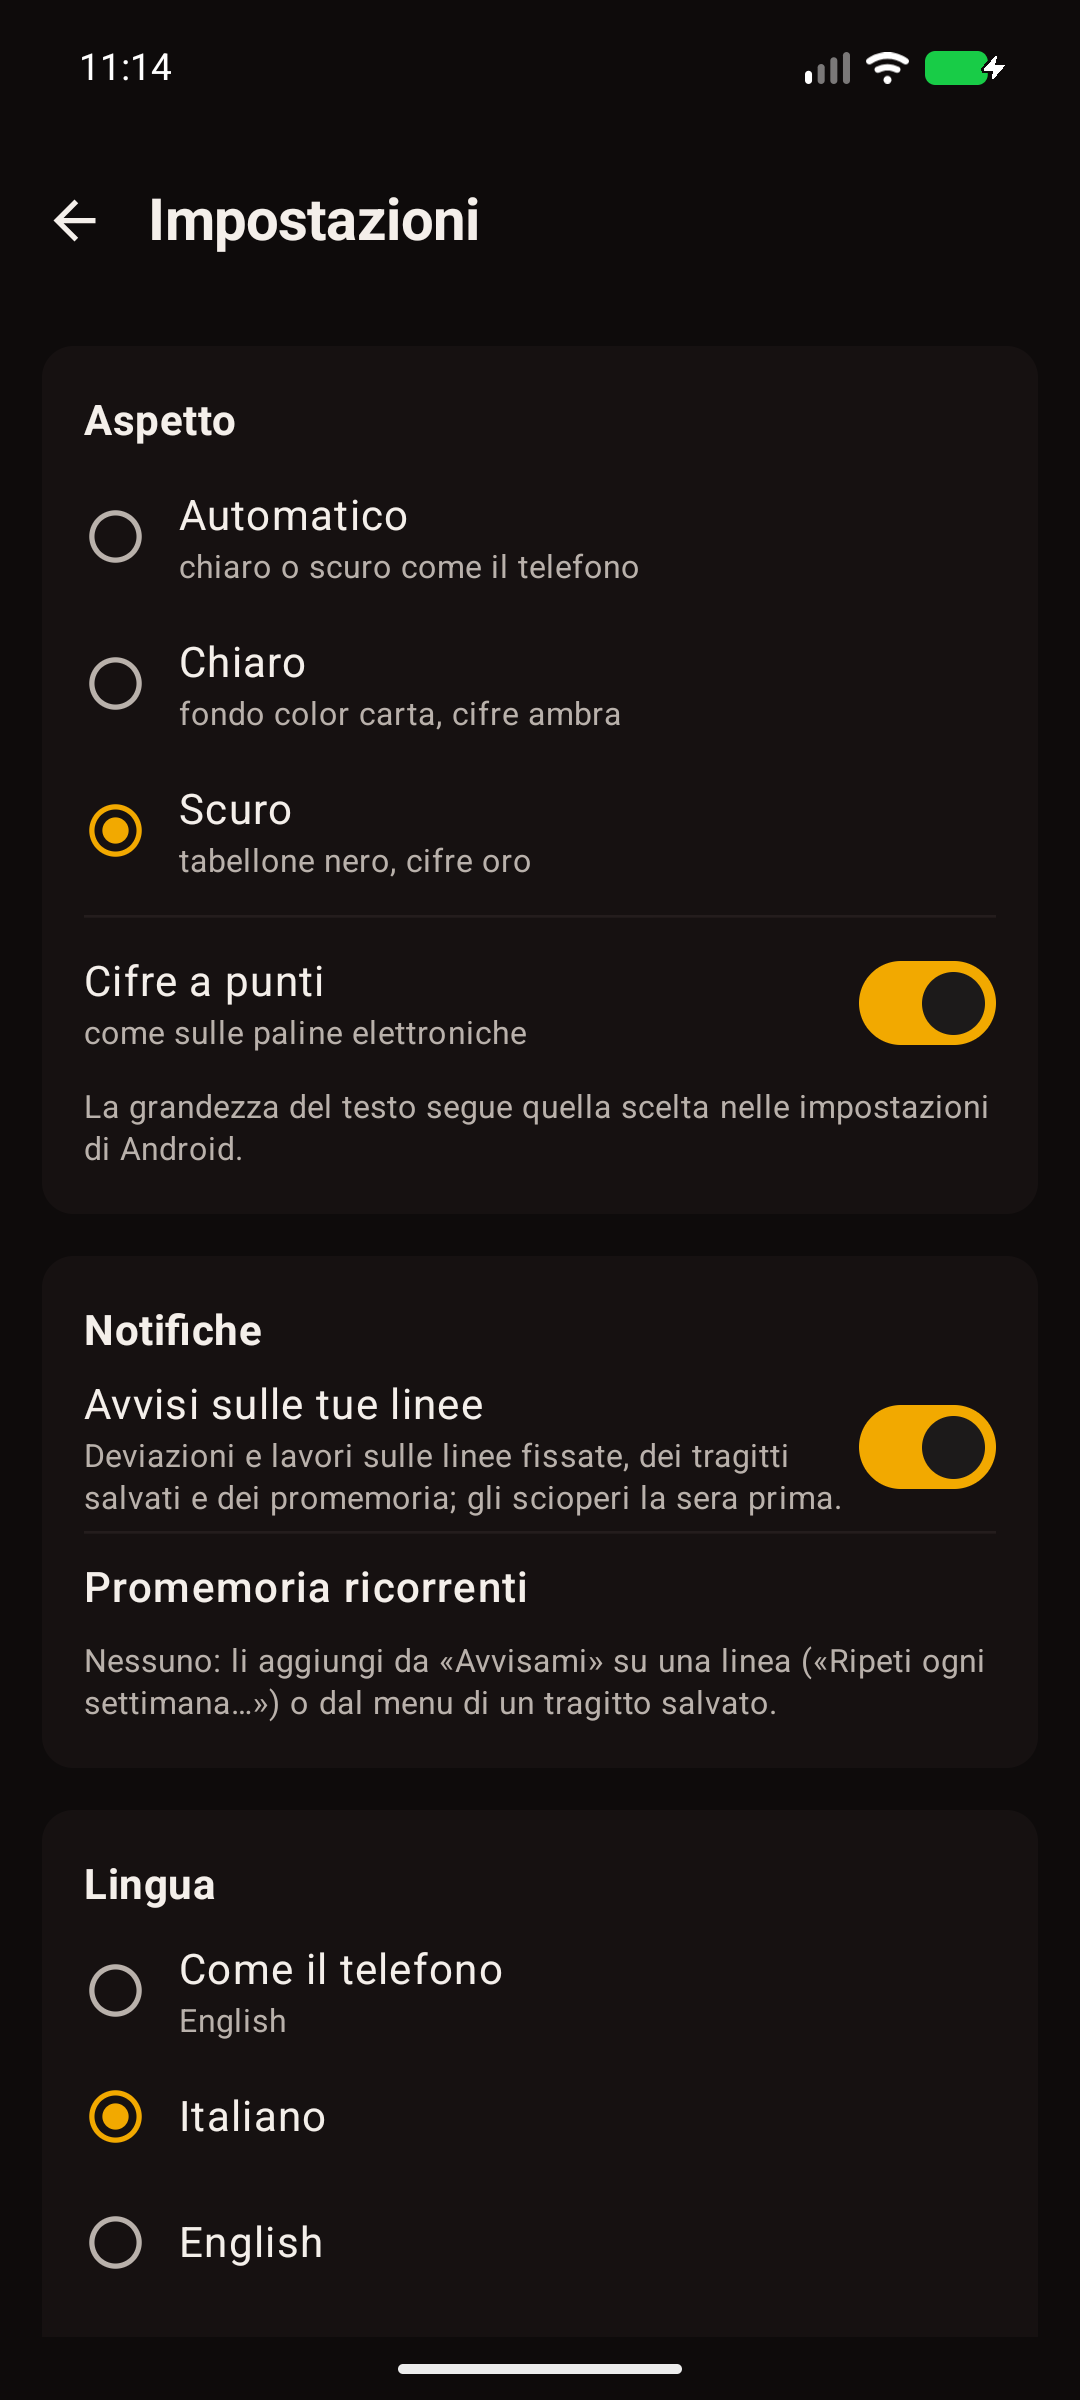 11:14
Impostazioni
Aspetto
Automatico
chiaro o scuro come il telefono
Chiaro
fondo color carta, cifre ambra
Scuro
tabellone nero, cifre oro
Cifre a punti
come sulle paline elettroniche
La grandezza del testo segue quella scelta nelle impostazioni
di Android.
Notifiche
Avvisi sulle tue linee
Deviazioni e lavori sulle linee fissate, dei tragitti
salvati e dei promemoria; gli scioperi la sera prima.
Promemoria ricorrenti
Nessuno: li aggiungi da «Avvisami» su una linea («Ripeti ogni
settimana…») o dal menu di un tragitto salvato.
Lingua
Come il telefono
English
Italiano
English